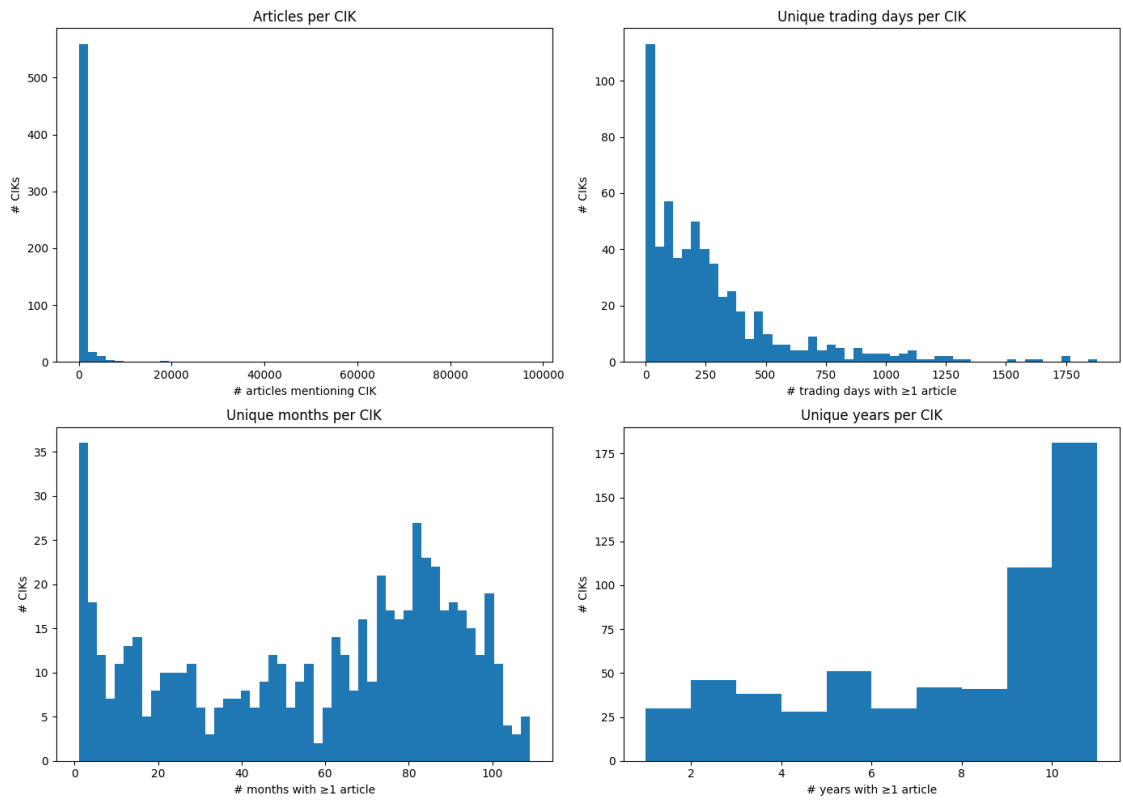 Articles per CIK
500
400
300
200
100
0
# CIKs
0 20000 40000 60000 80000 100000
# articles mentioning CIK
Unique trading days per CIK
100
80
60
40
20
0
# CIKs
0 250 500 750 1000 1250 1500 1750
# trading days with ≥1 article
Unique months per CIK
35
30
25
20
15
10
5
0
# CIKs
0 20 40 60 80 100
# months with ≥1 article
Unique years per CIK
175
150
125
100
75
50
25
0
# CIKs
2 4 6 8 10
# years with ≥1 article